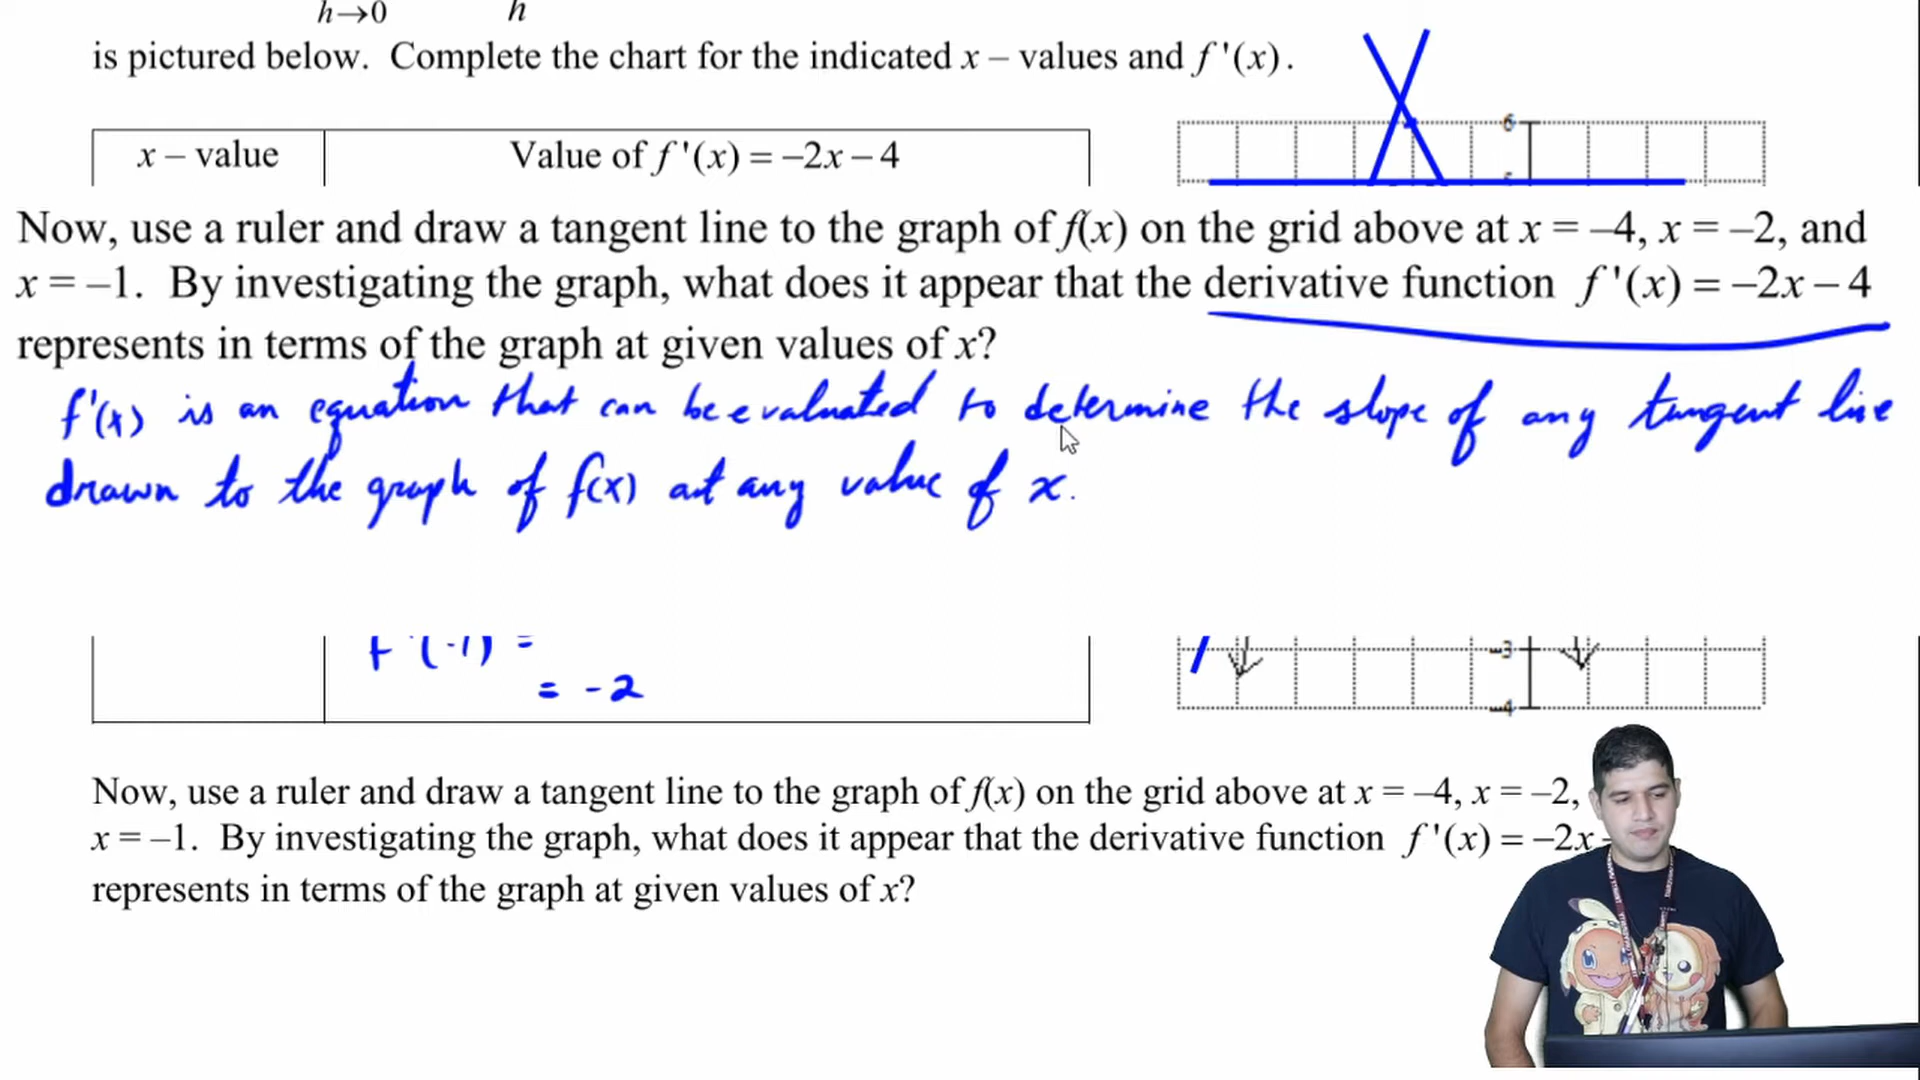 h→0 h
is pictured below. Complete the chart for the indicated x – values and f '(x).
x – value Value of f '(x) = –2x – 4
6
Now, use a ruler and draw a tangent line to the graph of f(x) on the grid above at x = –4, x = –2, and
x = –1. By investigating the graph, what does it appear that the derivative function f '(x) = –2x – 4
represents in terms of the graph at given values of x?
f'(x) is an equation that can be evaluated to determine the slope of any tangent line
drawn to the graph of f(x) at any value of x.
f'(-1) =
= -2
–3
–4
Now, use a ruler and draw a tangent line to the graph of f(x) on the grid above at x = –4, x = –2,
x = –1. By investigating the graph, what does it appear that the derivative function f '(x) = –2x
represents in terms of the graph at given values of x?